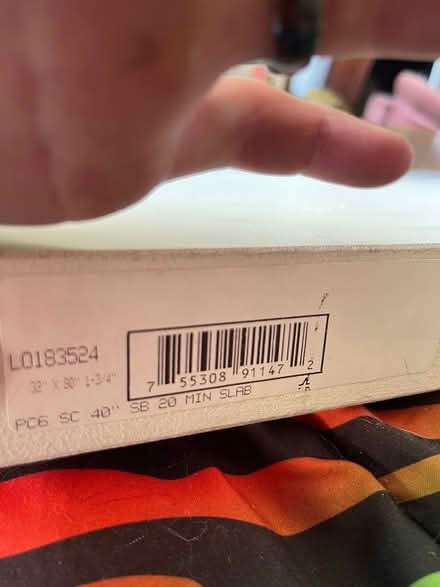 L0183524
32" X 80" 1-3/4"
7 55308 91147 2
PC6 SC 40" SB 20 MIN SLAB